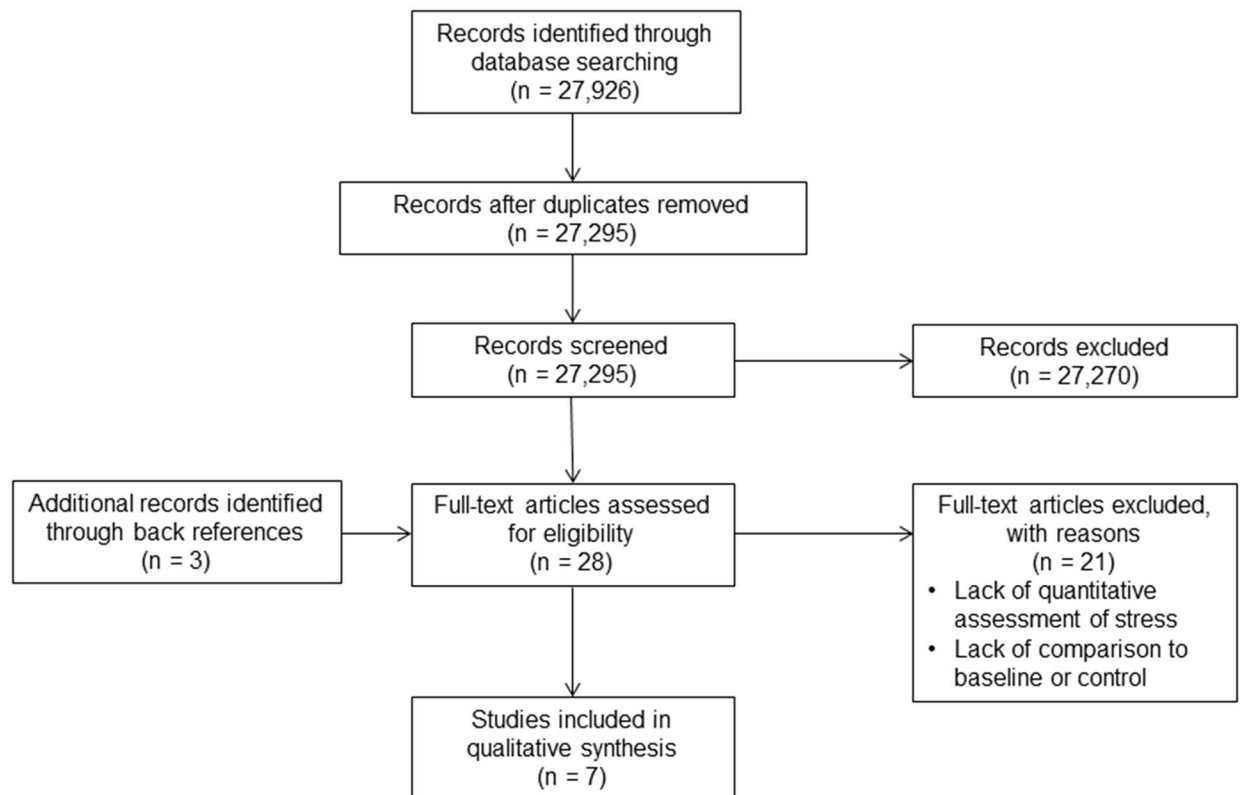 Records identified through
database searching
(n = 27,926)
Records after duplicates removed
(n = 27,295)
Records screened
(n = 27,295)
Records excluded
(n = 27,270)
Additional records identified
through back references
(n = 3)
Full-text articles assessed
for eligibility
(n = 28)
Full-text articles excluded,
with reasons
(n = 21)
• Lack of quantitative
assessment of stress
• Lack of comparison to
baseline or control
Studies included in
qualitative synthesis
(n = 7)